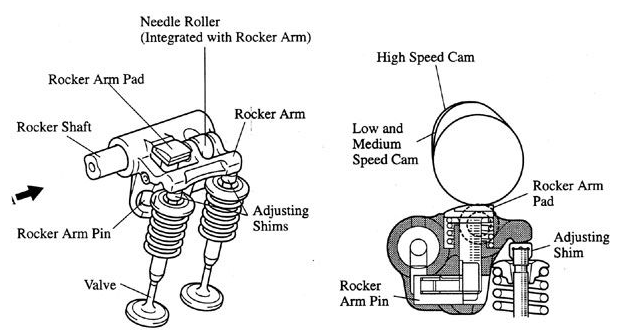 Needle Roller
(Integrated with Rocker Arm)
Rocker Arm Pad
Rocker Arm
Rocker Shaft
Adjusting
Shims
Rocker Arm Pin
Valve
High Speed Cam
Low and
Medium
Speed Cam
Rocker Arm
Pad
Adjusting
Shim
Rocker
Arm Pin